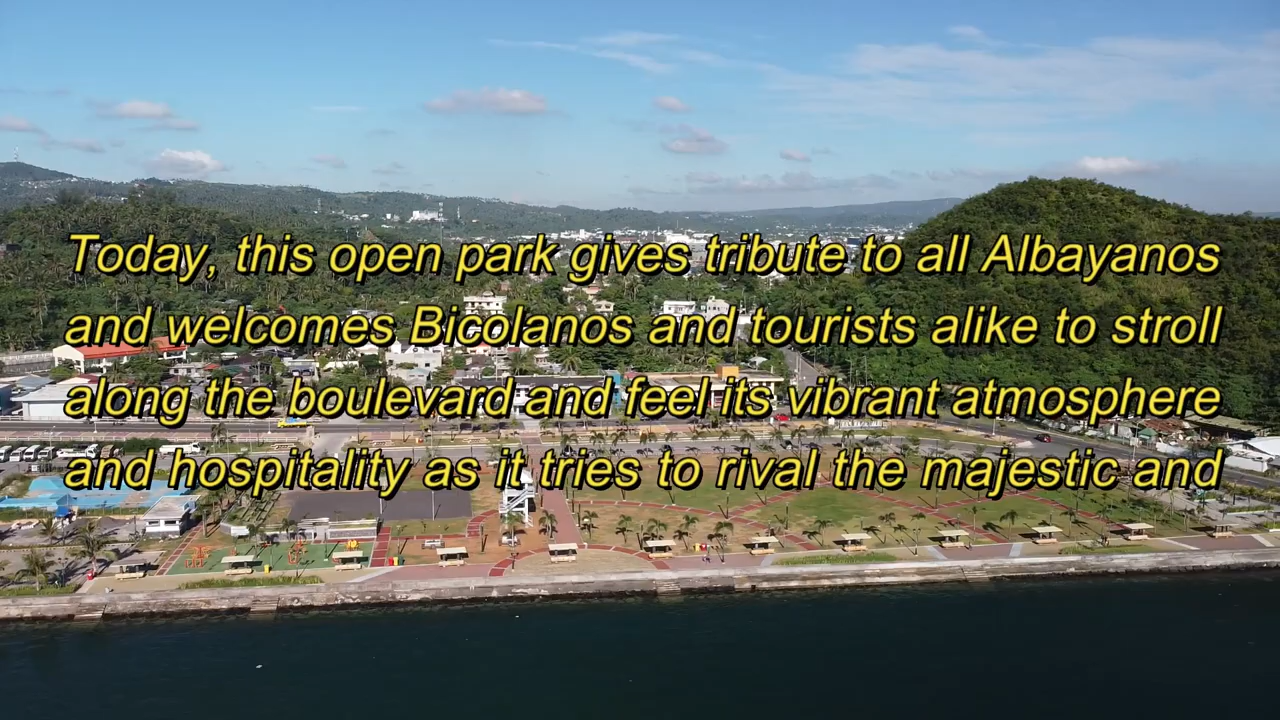 Today, this open park gives tribute to all Albayanos
and welcomes Bicolanos and tourists alike to stroll
along the boulevard and feel its vibrant atmosphere
and hospitality as it tries to rival the majestic and